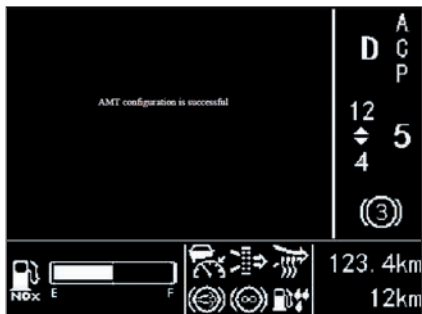 AMT configuration is successful
D
A
C
P
12
5
4
(3)
NOx
E F
123.4km
12km